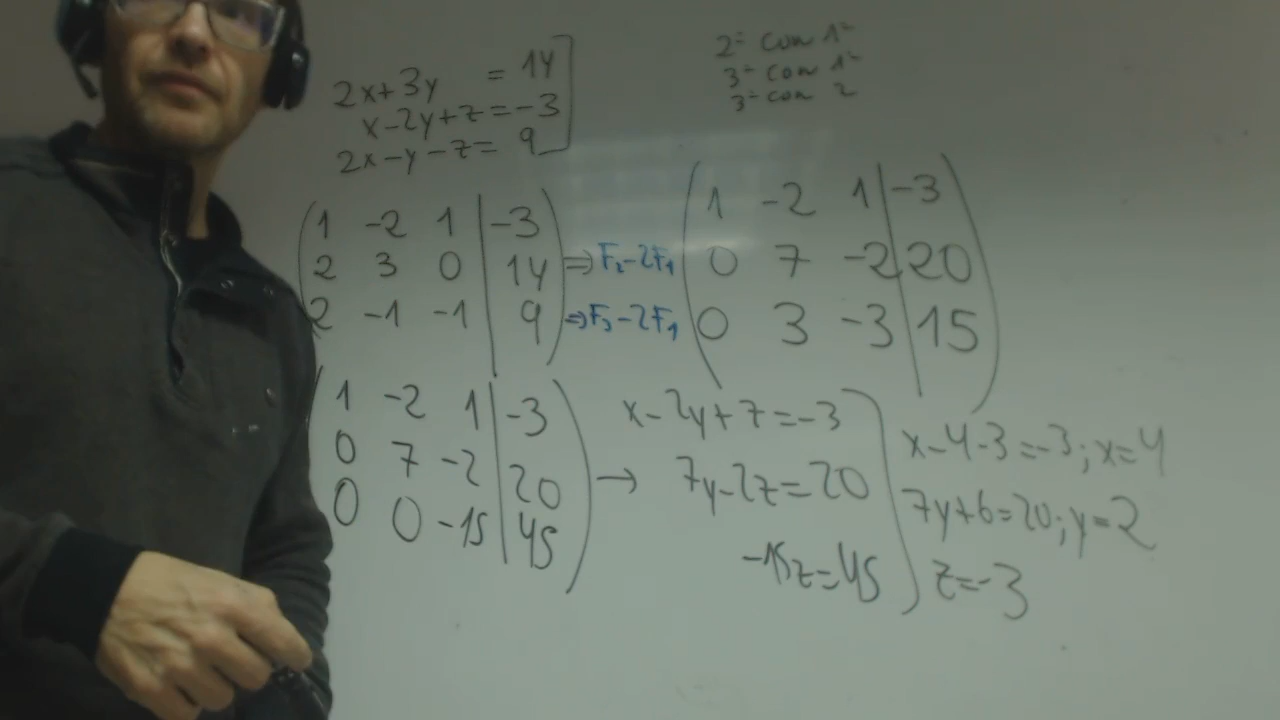 2x+3y = 14
x-2y+z=-3
2x-y-z= 9
2ª con 1ª
3ª con 1ª
3ª con 2
1 -2 1 | -3
2 3 0 | 14 ⇒ F₂-2F₁
2 -1 -1 | 9 ⇒ F₃-2F₁
1 -2 1 | -3
0 7 -2 | 20
0 3 -3 | 15
1 -2 1 | -3
0 7 -2 | 20 →
0 0 -15 | 45
x-2y+z=-3
7y-2z=20
-15z=45
x-4-3=-3; x=4
7y+6=20; y=2
z=-3